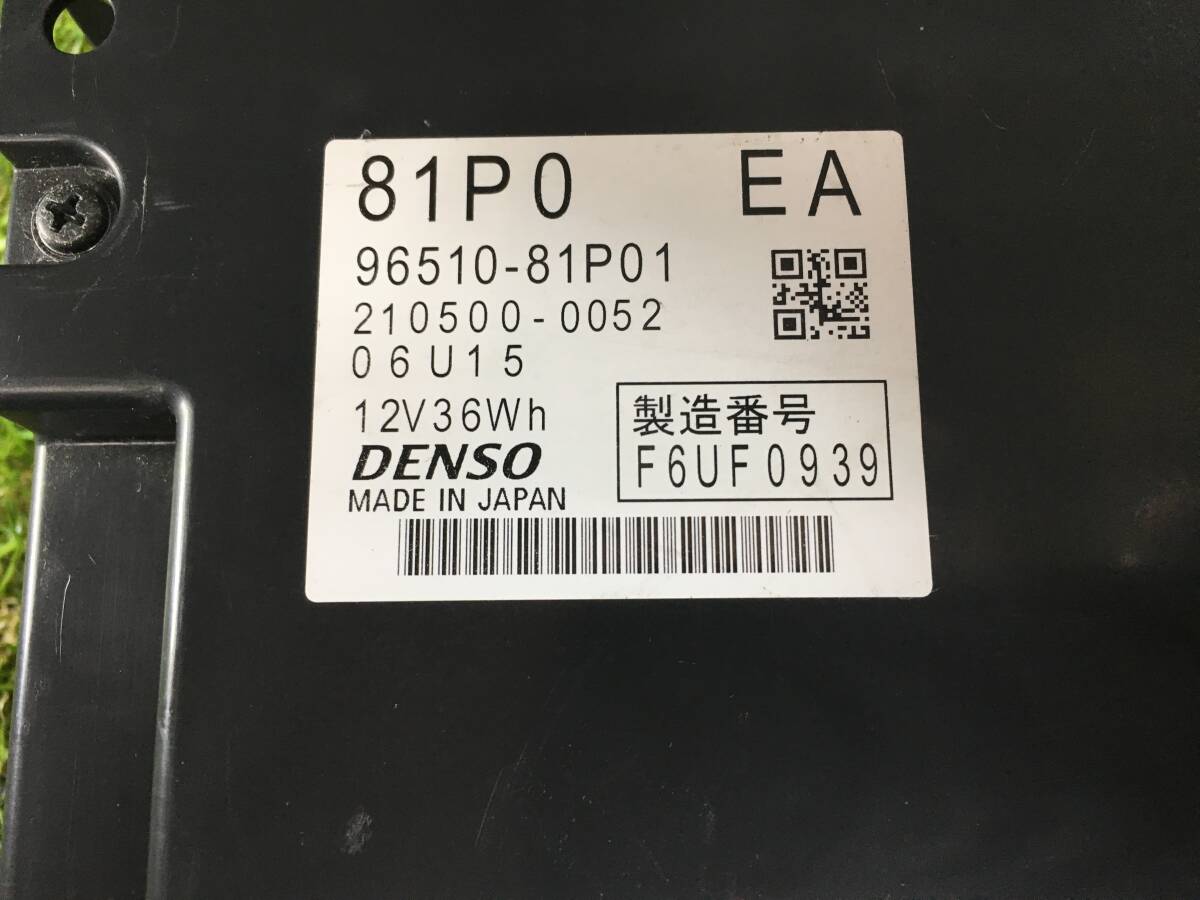 81P0 EA
96510-81P01
210500-0052
06U15
12V36Wh
DENSO
MADE IN JAPAN
製造番号
F6UF0939